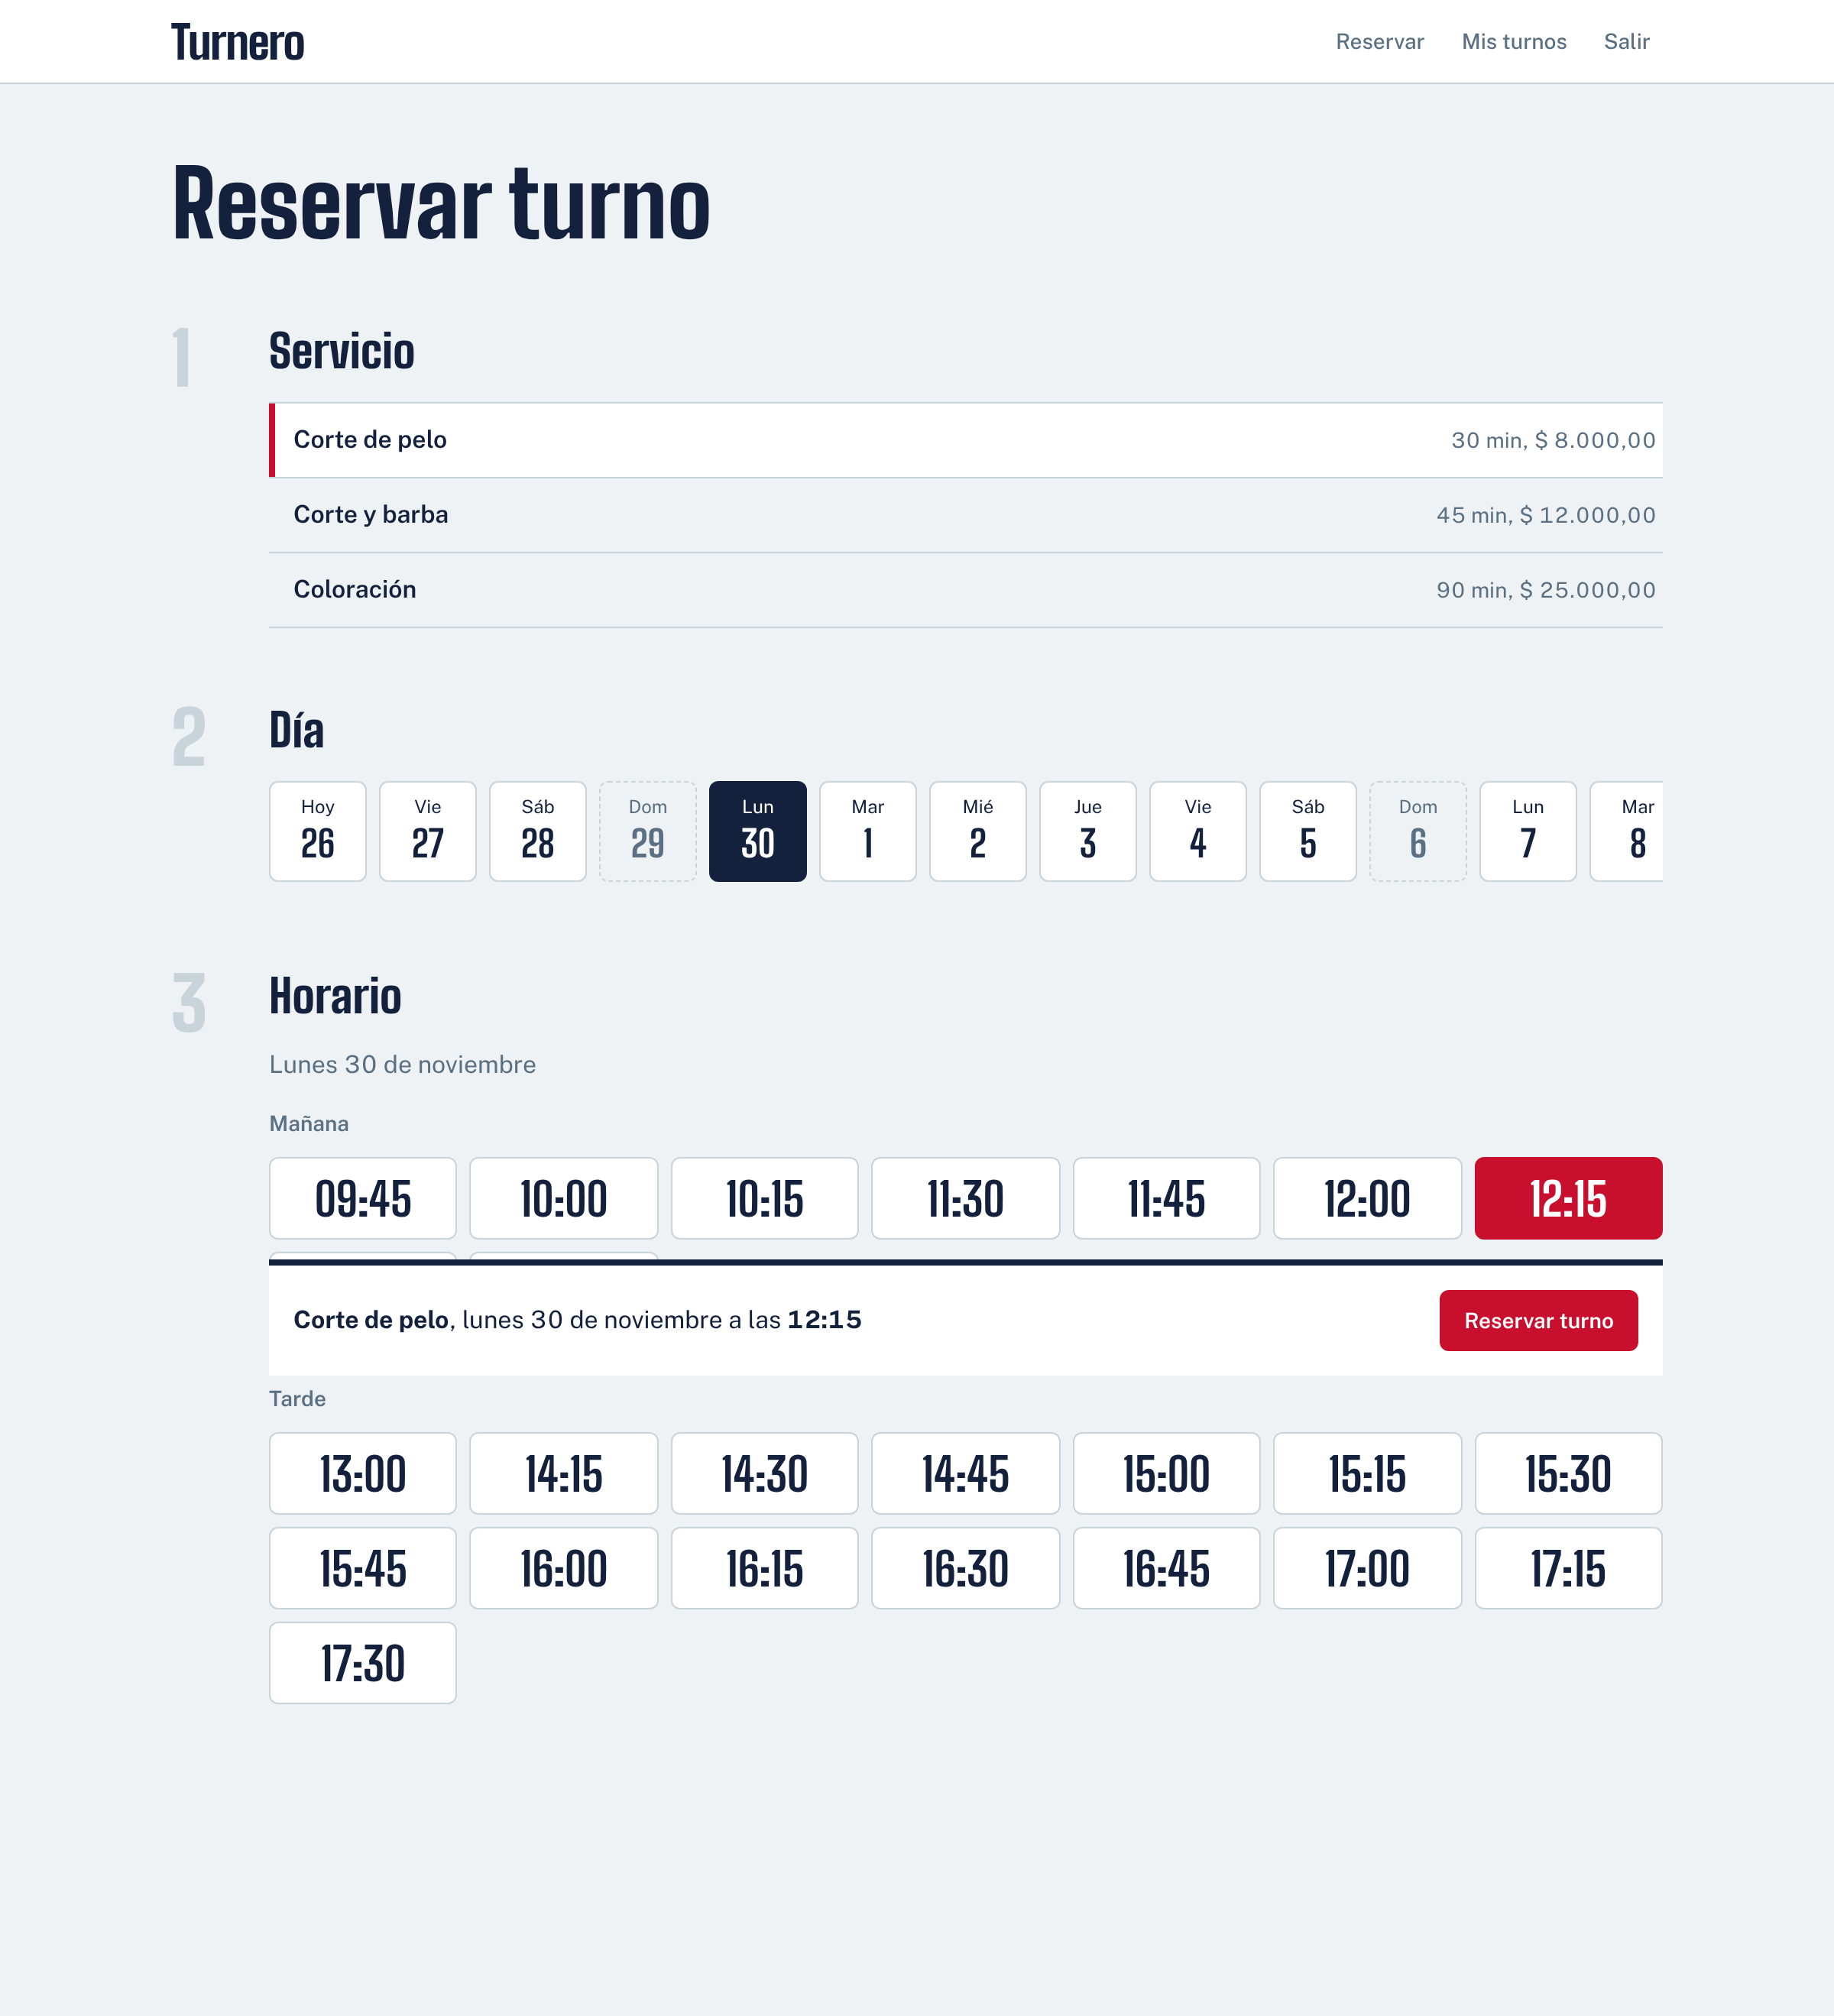 Turnero
Reservar Mis turnos Salir
Reservar turno
1 Servicio
Corte de pelo 30 min, $ 8.000,00
Corte y barba 45 min, $ 12.000,00
Coloración 90 min, $ 25.000,00
2 Día
Hoy Vie Sáb Dom Lun Mar Mié Jue Vie Sáb Dom Lun Mar
26 27 28 29 30 1 2 3 4 5 6 7 8
3 Horario
Lunes 30 de noviembre
Mañana
09:45 10:00 10:15 11:30 11:45 12:00 12:15
Corte de pelo, lunes 30 de noviembre a las 12:15 Reservar turno
Tarde
13:00 14:15 14:30 14:45 15:00 15:15 15:30
15:45 16:00 16:15 16:30 16:45 17:00 17:15
17:30